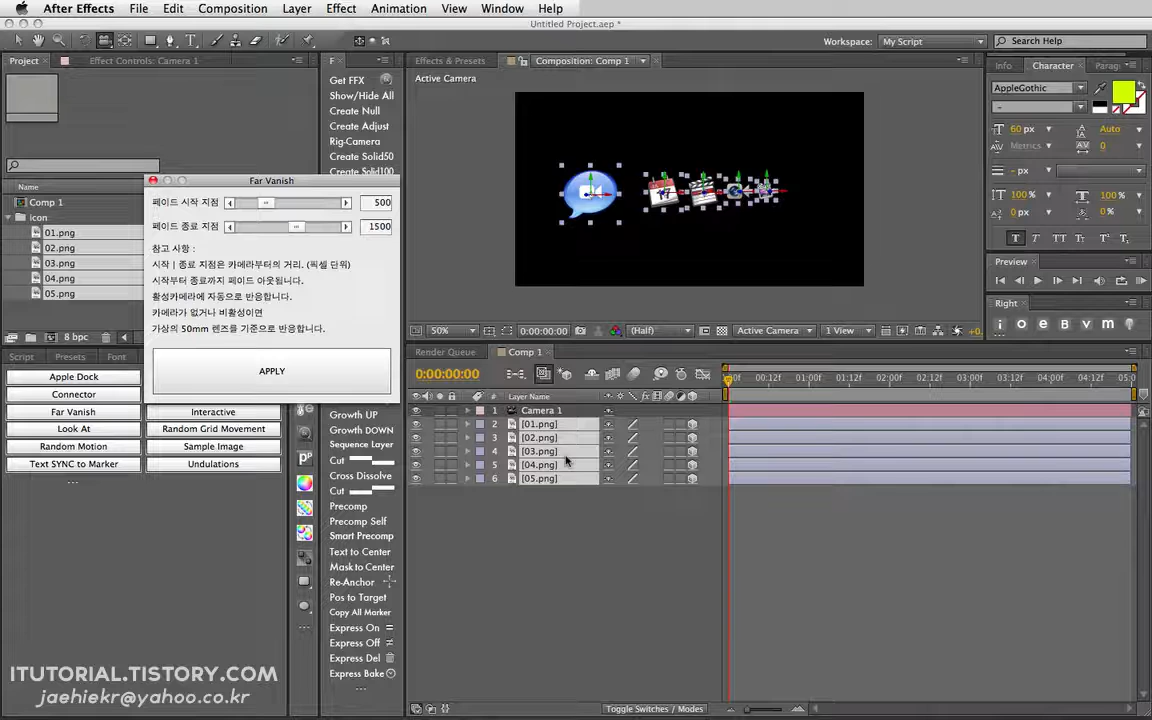 After Effects File Edit Composition Layer Effect Animation View Window Help
Untitled Project.aep *
Workspace: My Script Search Help
Project Effect Controls: Camera 1
Effects & Presets Composition: Comp 1
Info Character Parag
Active Camera
Get FFX
Show/Hide All
Create Null
Create Adjust
Rig-Camera
Create Solid50
Create Solid100
AppleGothic
60 px Auto
Metrics 0
- px
100 % 100 %
0 px 0 %
Preview
Right
i o e B v m
Name
Comp 1
icon
01.png
02.png
03.png
04.png
05.png
8 bpc
Far Vanish
페이드 시작 지점 500
페이드 종료 지점 1500
참고 사항 :
시작 | 종료 지점은 카메라부터의 거리. (픽셀 단위)
시작부터 종료까지 페이드 아웃됩니다.
활성카메라에 자동으로 반응합니다.
카메라가 없거나 비활성이면
가상의 50mm 렌즈를 기준으로 반응합니다.
APPLY
50% 0:00:00:00 (Half) Active Camera 1 View +0.
Script Presets Font
Apple Dock
Connector
Far Vanish Interactive
Look At Random Grid Movement
Random Motion Sample Image
Text SYNC to Marker Undulations
Growth UP
Growth DOWN
Sequence Layer
Cut
Cross Dissolve
Cut
Precomp
Precomp Self
Smart Precomp
Text to Center
Mask to Center
Re-Anchor
Pos to Target
Copy All Marker
Express On
Express Off
Express Del
Express Bake
Render Queue Comp 1
0:00:00:00
00:12f 01:00f 01:12f 02:00f 02:12f 03:00f 03:12f 04:00f 04:12f 05:0
# Layer Name
1 Camera 1
2 [01.png]
3 [02.png]
4 [03.png]
5 [04.png]
6 [05.png]
Toggle Switches / Modes
ITUTORIAL.TISTORY.COM
jaehiekr@yahoo.co.kr